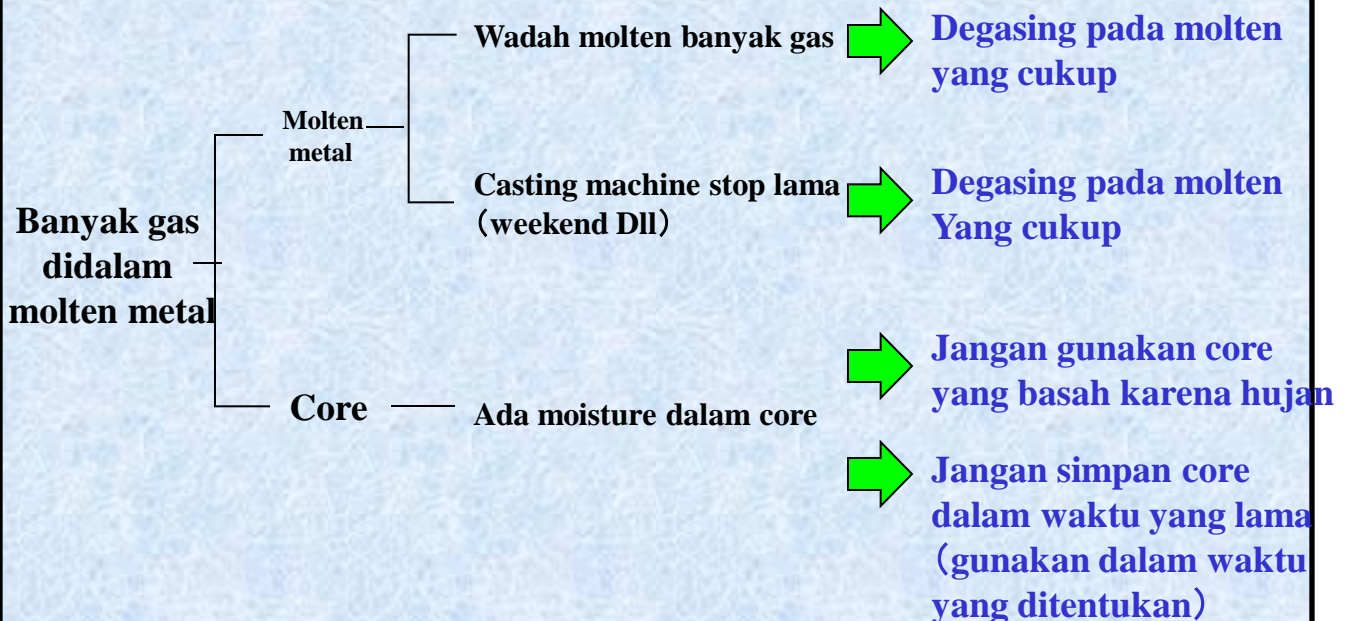 Banyak gas
didalam
molten metal
Molten
metal
Wadah molten banyak gas
Degasing pada molten
yang cukup
Casting machine stop lama
（weekend Dll）
Degasing pada molten
Yang cukup
Core
Ada moisture dalam core
Jangan gunakan core
yang basah karena hujan
Jangan simpan core
dalam waktu yang lama
（gunakan dalam waktu
yang ditentukan）